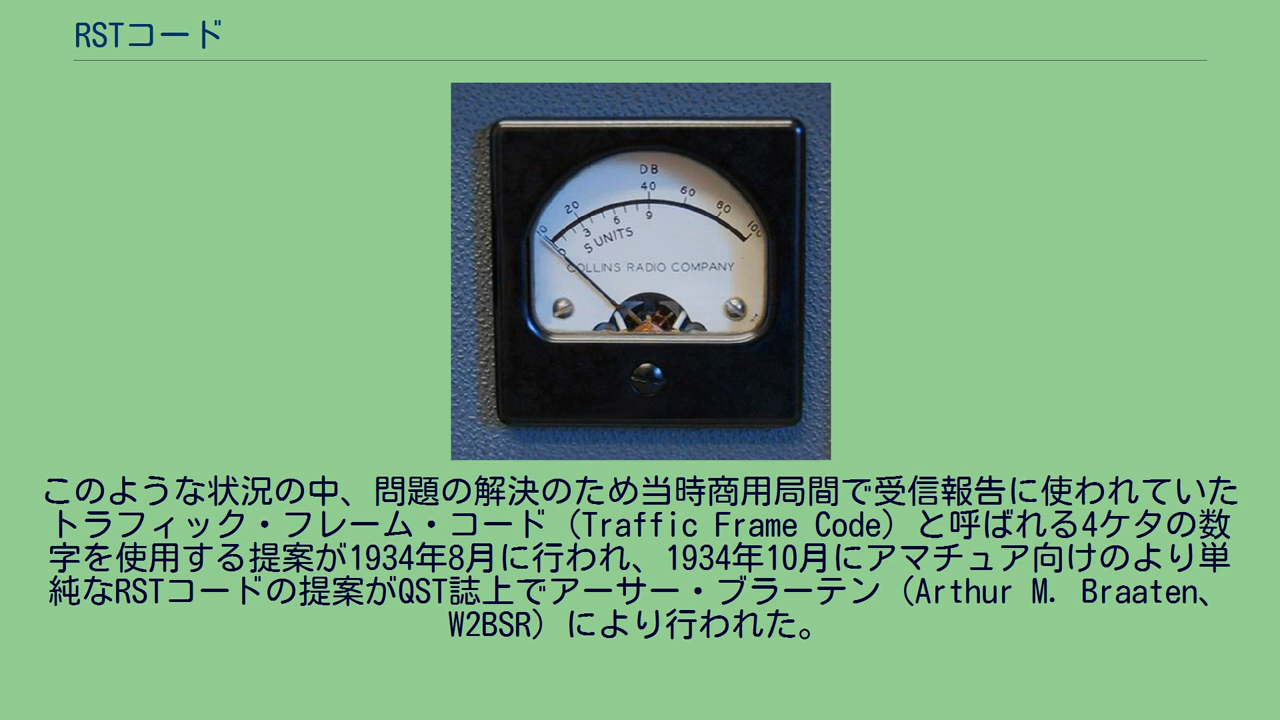 RSTコード
DB
10 20 40 60 80 100
0 3 6 9
S UNITS
COLLINS RADIO COMPANY
このような状況の中、問題の解決のため当時商用局間で受信報告に使われていた
トラフィック・フレーム・コード（Traffic Frame Code）と呼ばれる4ケタの数
字を使用する提案が1934年8月に行われ、1934年10月にアマチュア向けのより単
純なRSTコードの提案がQST誌上でアーサー・ブラーテン（Arthur M. Braaten、
W2BSR）により行われた。